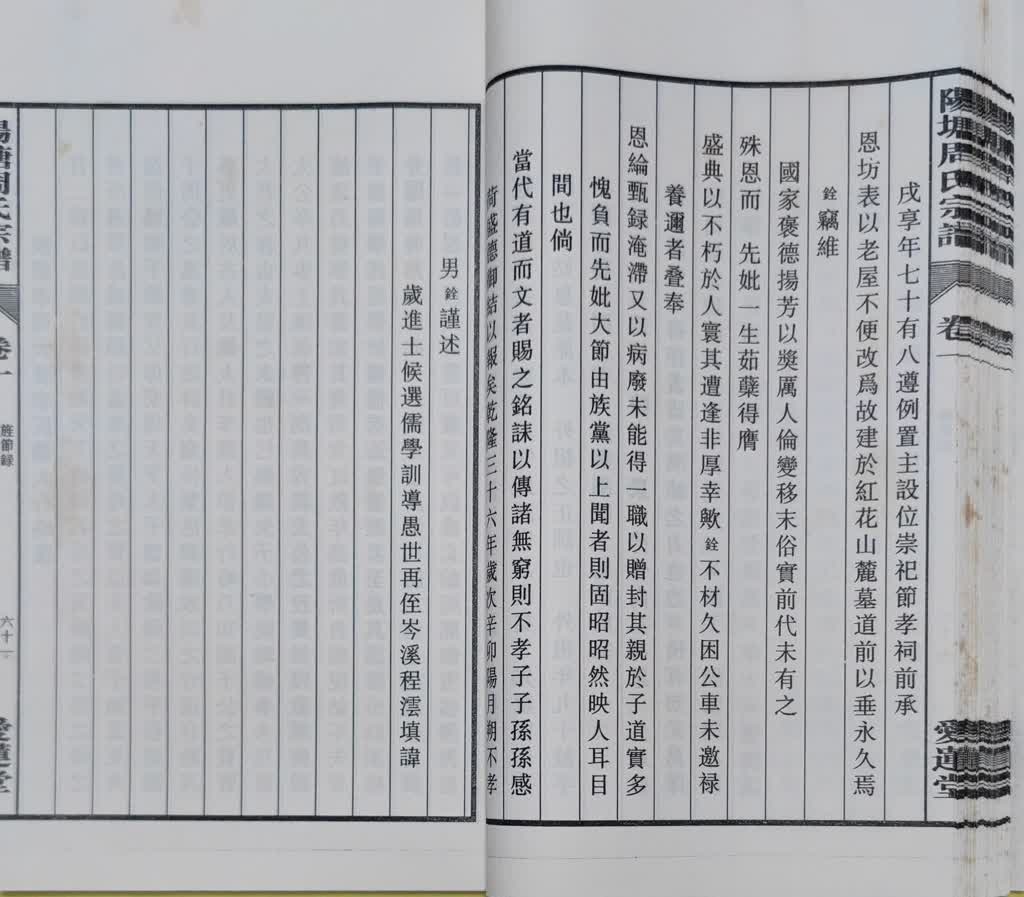 陽塘周氏宗譜
卷一
愛蓮堂
戌享年七十有八遵例置主設位崇祀節孝祠前承
恩坊表以老屋不便改爲故建於紅花山麓墓道前以垂永久焉
銓竊維
國家褒德揚芳以獎厲人倫變移末俗實前代未有之
殊恩而 先妣一生茹蘖得膺
盛典以不朽於人寰其遭逢非厚幸歟銓不材久困公車未邀禄
養邇者叠奉
恩綸甄録淹滯又以病廢未能得一職以贈封其親於子道實多
愧負而先妣大節由族黨以上聞者則固昭昭然映人耳目
間也倘
當代有道而文者賜之銘誄以傳諸無窮則不孝子子孫孫感
荷盛德卹結以報矣乾隆三十六年歲次辛卯陽月朔不孝
男銓謹述
歲進士候選儒學訓導愚世再侄岑溪程澐填諱
陽塘周氏宗譜
卷一
旌節録
六十一
愛蓮堂